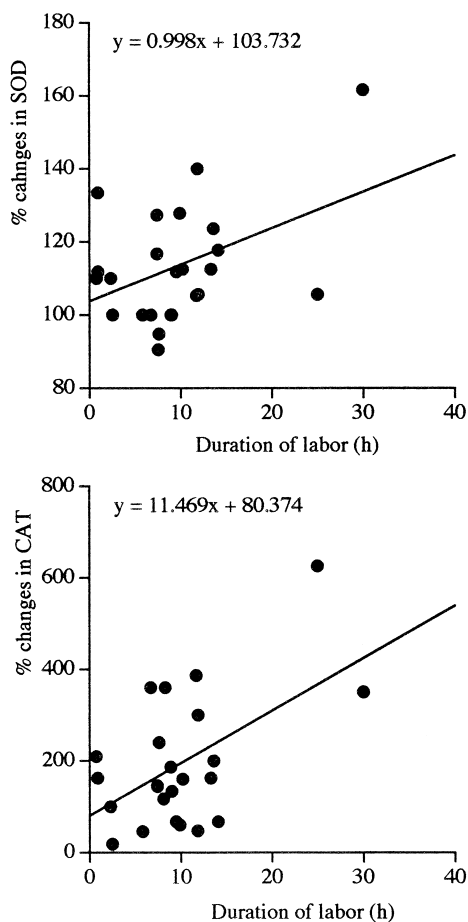 180
y = 0.998x + 103.732
160
140
120
100
80
% cahnges in SOD
0 10 20 30 40
Duration of labor (h)
800
y = 11.469x + 80.374
600
400
200
0
% changes in CAT
0 10 20 30 40
Duration of labor (h)